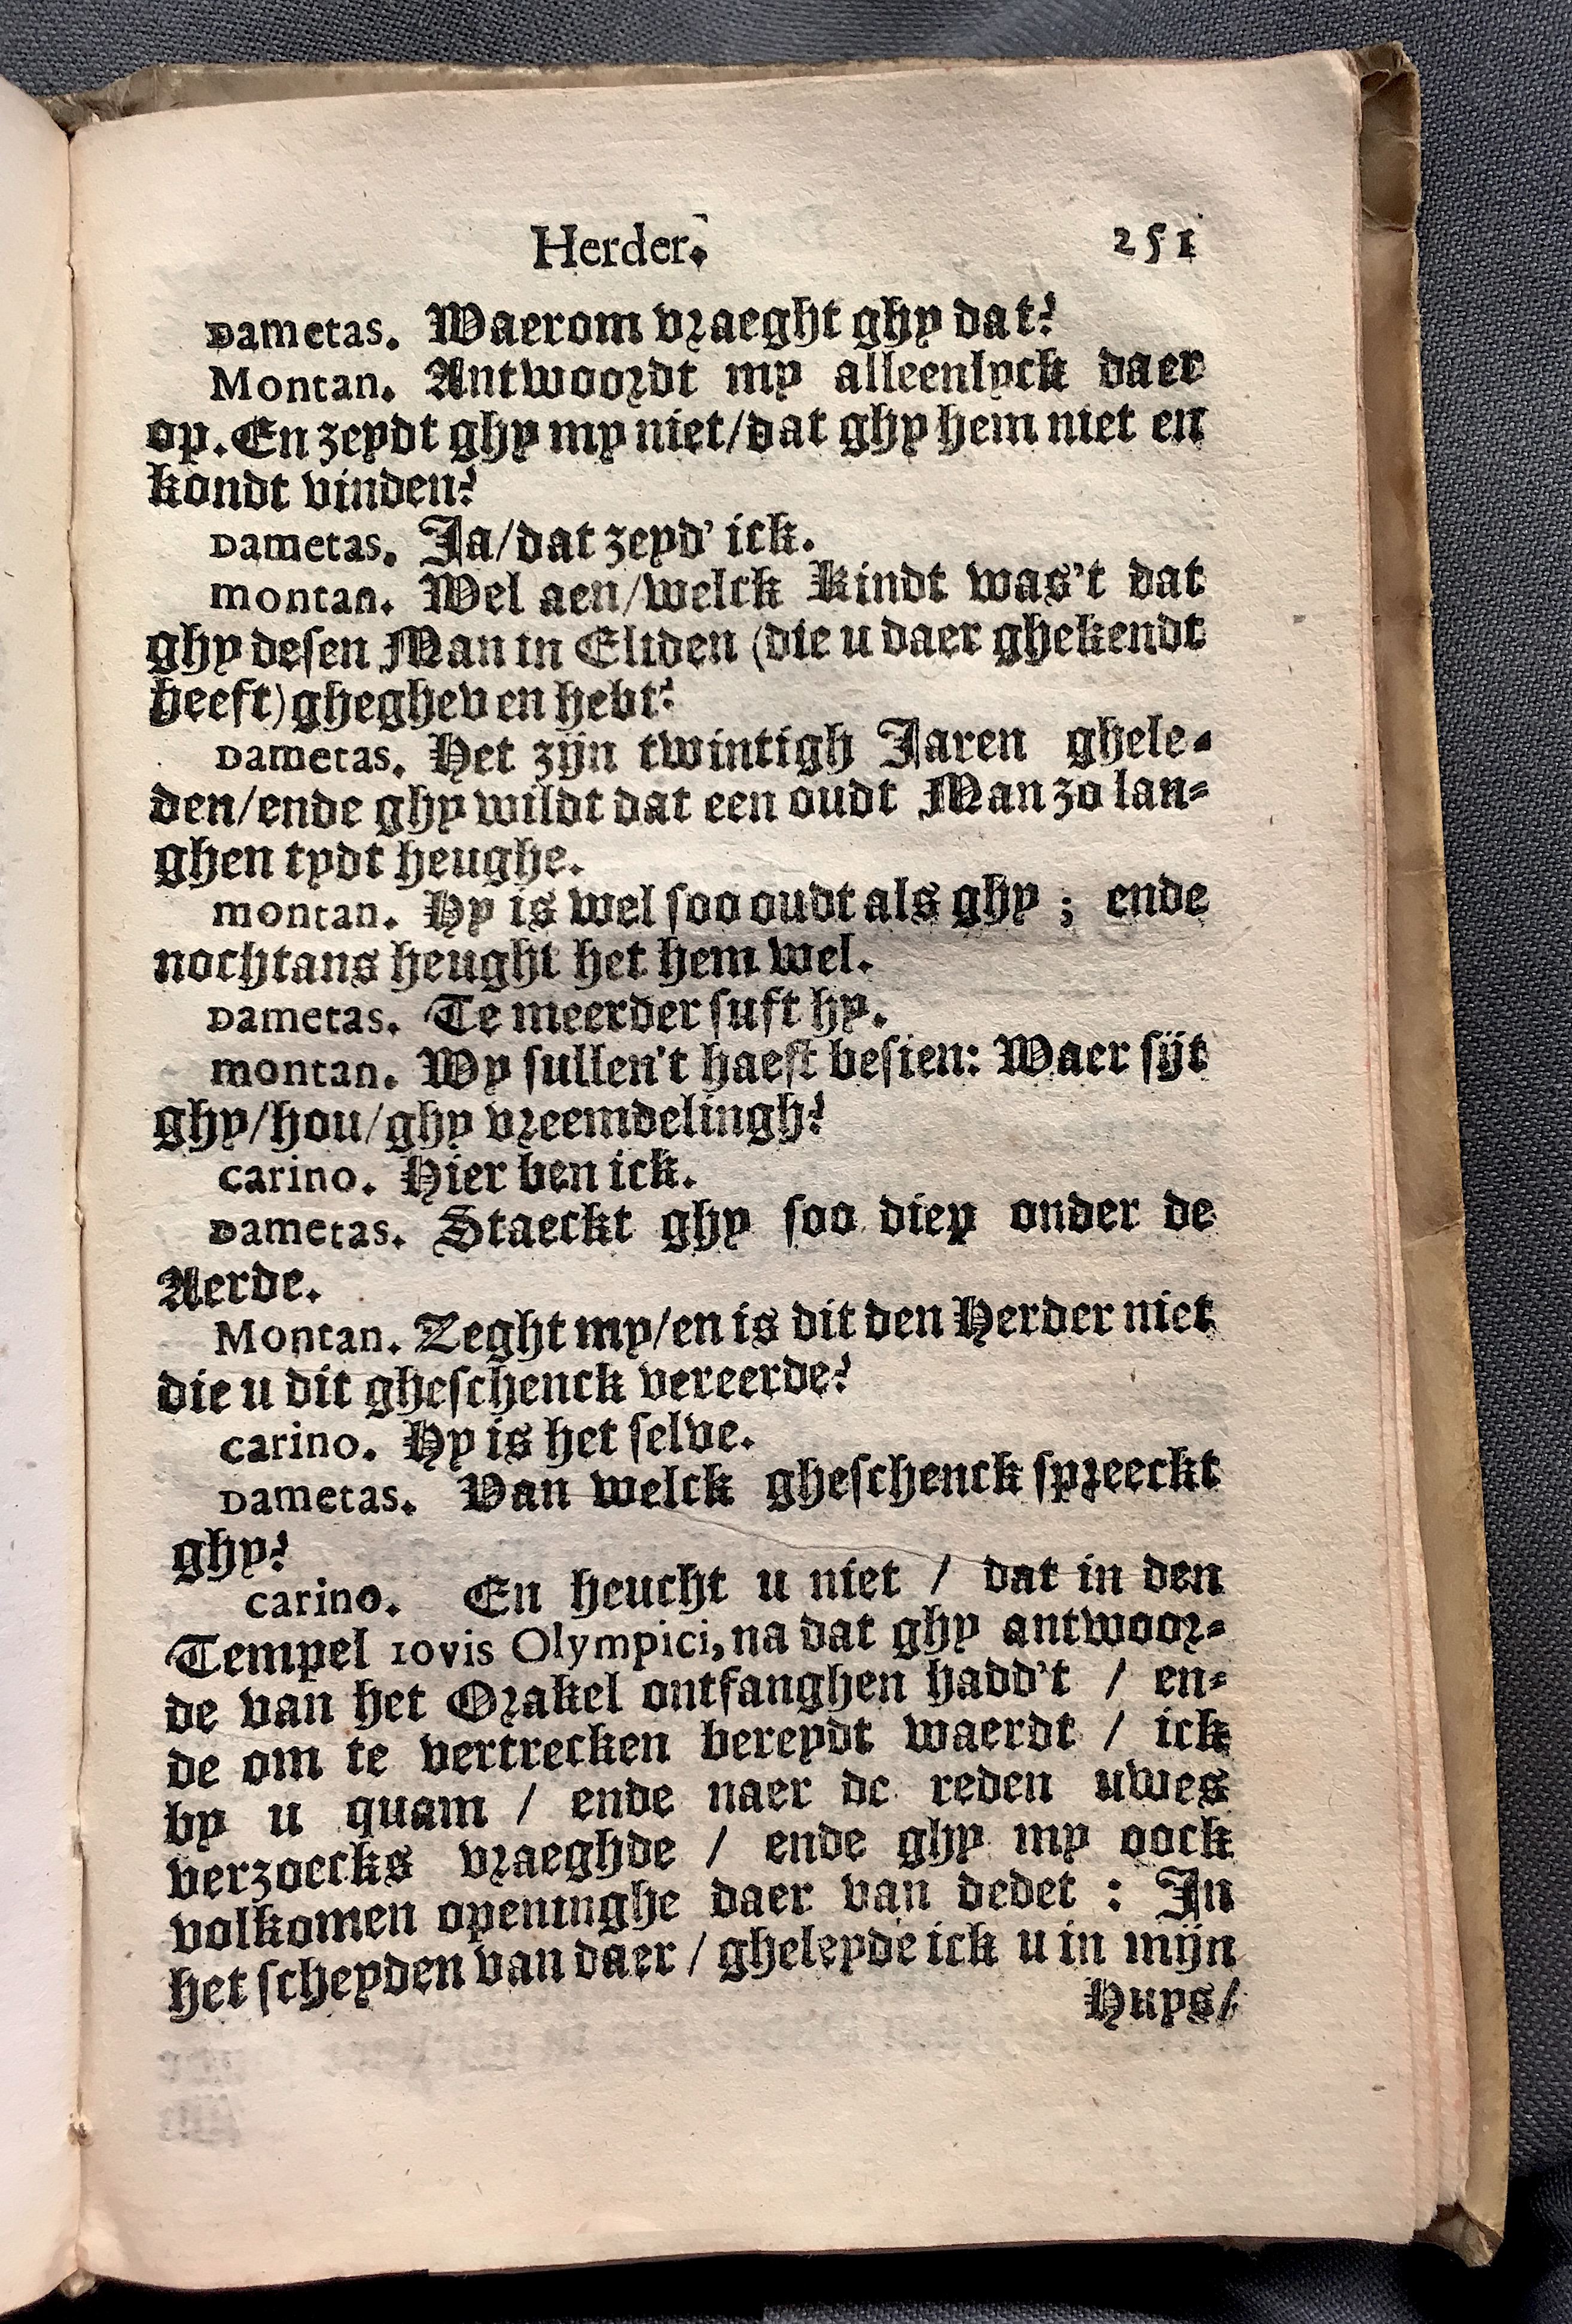 Herder. 251
Dametas. Waerom vraeght ghy dat?
Montan. Antwoordt my alleenlyck daer
op. En zeydt ghy my niet/dat ghy hem niet en
kondt vinden?
Dametas. Ja/dat zeyd' ick.
montan. Wel aen/welck Kindt was't dat
ghy desen Man in Eliden (die u daer ghekendt
heeft) ghegheven hebt?
Dametas. Het zijn twintigh Jaren ghele-
den/ende ghy wildt dat een oudt Man zo lan-
ghen tydt heughe.
montan. Hy is wel soo oudt als ghy ; ende
nochtans heught het hem wel.
Dametas. Te meerder suft hy.
montan. Wy sullen't haest besien: Waer sijt
ghy/hou/ghy vreemdelingh?
carino. Hier ben ick.
Dametas. Staeckt ghy soo diep onder de
Aerde.
Montan. Zeght my/en is dit den Herder niet
die u dit gheschenck vereerde?
carino. Hy is het selve.
Dametas. Van welck gheschenck spreeckt
ghy?
carino. En heucht u niet / dat in den
Tempel Iovis Olympici, na dat ghy antwoor-
de van het Orakel ontfanghen hadd't / en-
de om te vertrecken bereydt waerdt / ick
by u quam / ende naer de reden uwes
verzoecks vraeghde / ende ghy my oock
volkomen openinghe daer van dedet : In
het scheyden van daer / gheleyde ick u in mijn
Huys/